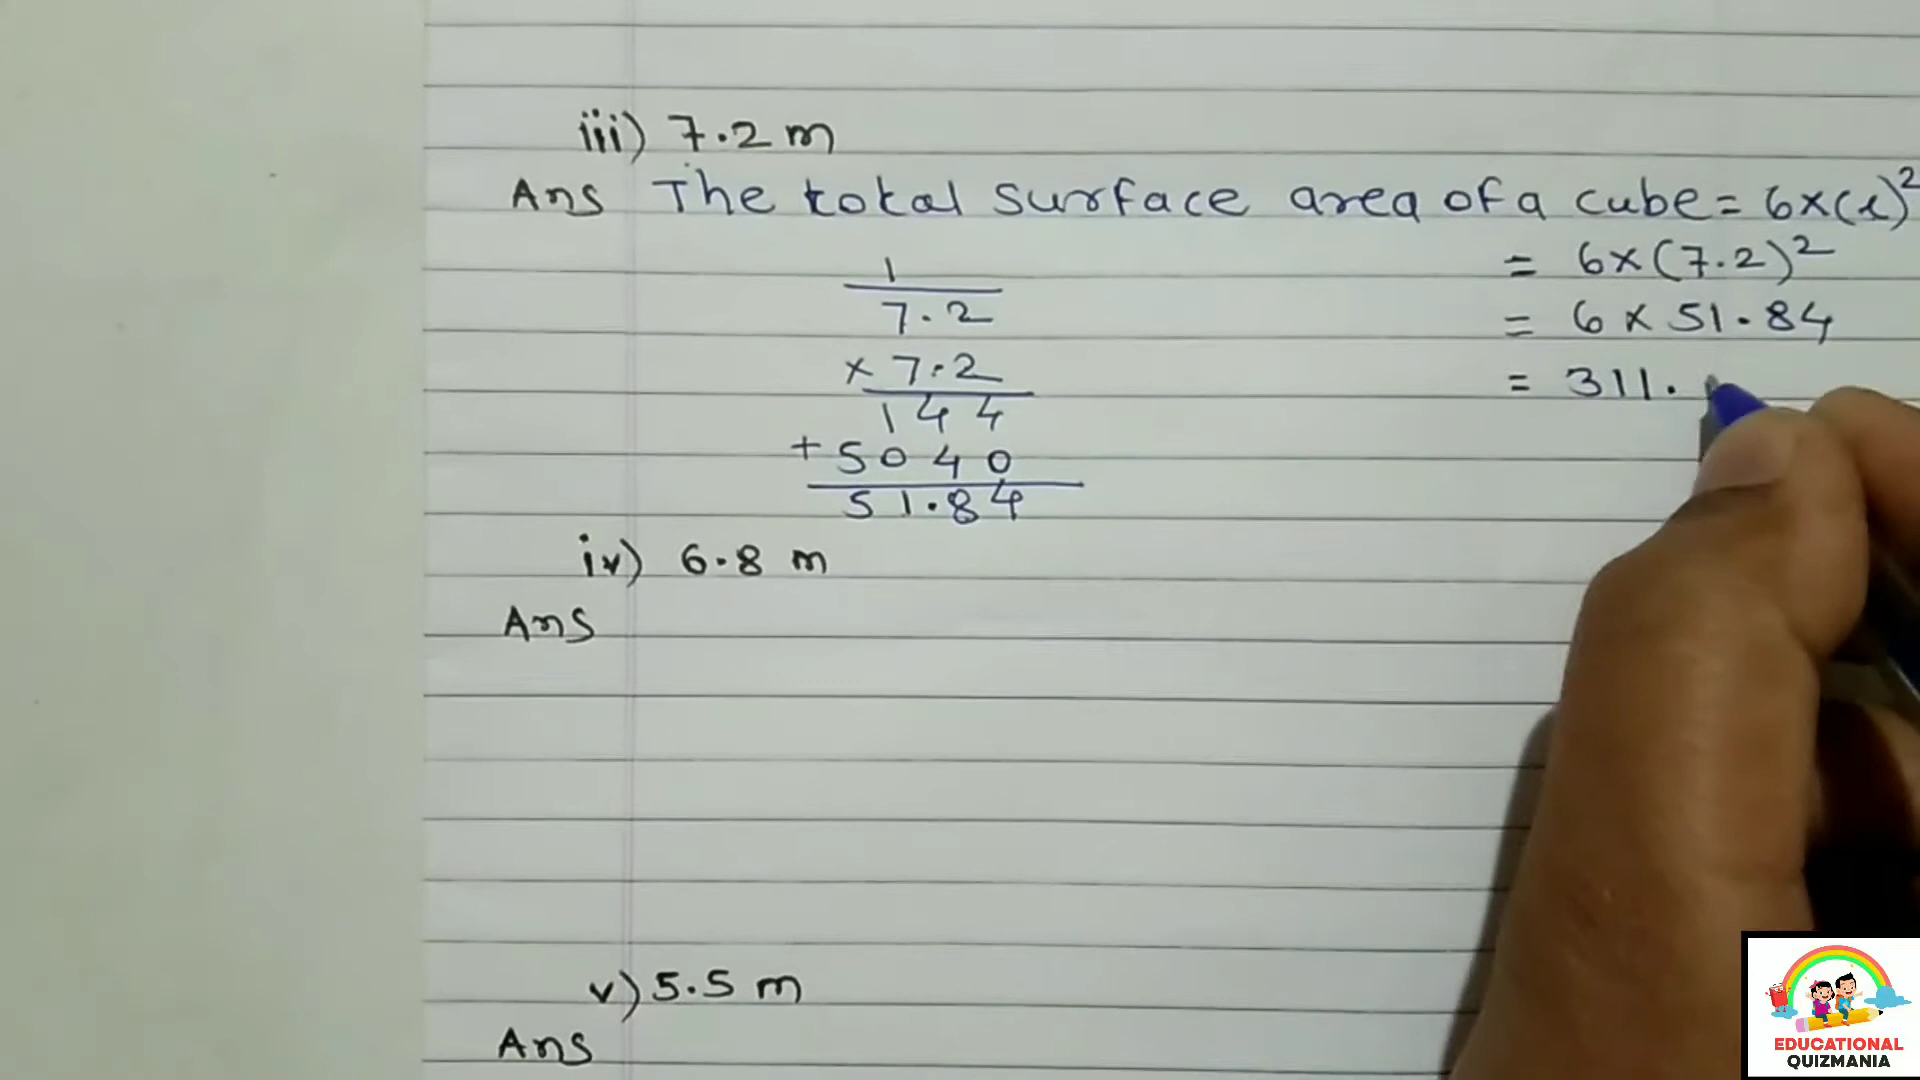 iii) 7.2 m
Ans The total surface area of a cube = 6×(l)²
= 6×(7.2)²
= 6 × 51.84
= 311.
1
7.2
× 7.2
144
+ 5040
51.84
iv) 6.8 m
Ans
v) 5.5 m
Ans
EDUCATIONAL
QUIZMANIA